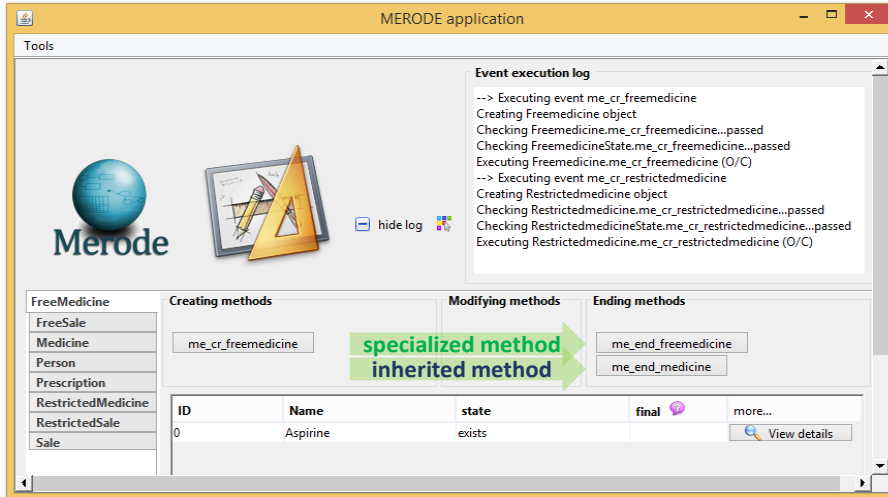 MERODE application
Tools
Event execution log
--> Executing event me_cr_freemedicine
Creating Freemedicine object
Checking Freemedicine.me_cr_freemedicine...passed
Checking FreemedicineState.me_cr_freemedicine...passed
Executing Freemedicine.me_cr_freemedicine (O/C)
--> Executing event me_cr_restrictedmedicine
Creating Restrictedmedicine object
Checking Restrictedmedicine.me_cr_restrictedmedicine...passed
Checking RestrictedmedicineState.me_cr_restrictedmedicine...passed
Executing Restrictedmedicine.me_cr_restrictedmedicine (O/C)
Merode
hide log
FreeMedicine
FreeSale
Medicine
Person
Prescription
RestrictedMedicine
RestrictedSale
Sale
Creating methods
Modifying methods
Ending methods
me_cr_freemedicine
specialized method
me_end_freemedicine
inherited method
me_end_medicine
ID Name state final more...
0 Aspirine exists View details